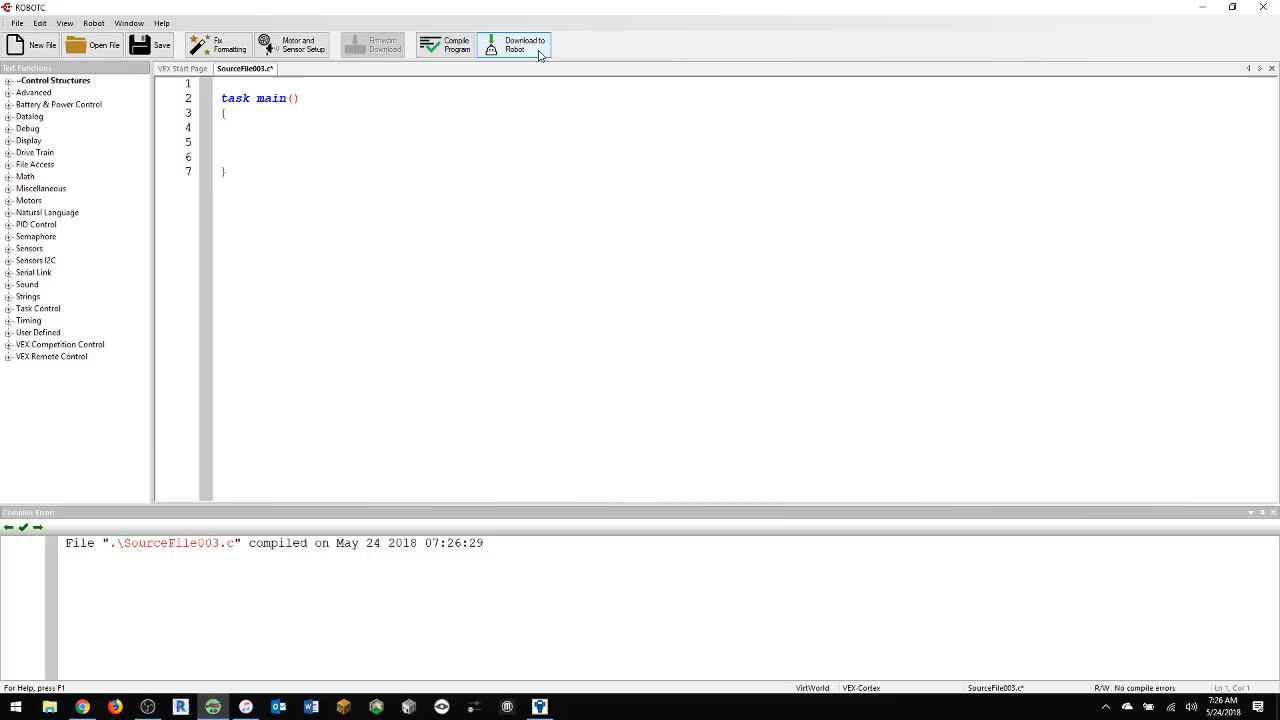 ROBOTC
File Edit View Robot Window Help
New File Open File Save Fix Formatting Motor and Sensor Setup Firmware Download Compile Program Download to Robot
Text Functions
VEX Start Page SourceFile003.c*
~Control Structures
Advanced
Battery & Power Control
Datalog
Debug
Display
Drive Train
File Access
Math
Miscellaneous
Motors
Natural Language
PID Control
Semaphore
Sensors
Sensors I2C
Serial Link
Sound
Strings
Task Control
Timing
User Defined
VEX Competition Control
VEX Remote Control
1
2 task main()
3 {
4
5
6
7 }
Compiler Errors
File ".\SourceFile003.c" compiled on May 24 2018 07:26:29
For Help, press F1 VirtWorld VEX-Cortex SourceFile003.c* R/W No compile errors Ln 1, Col 1
7:26 AM
5/24/2018